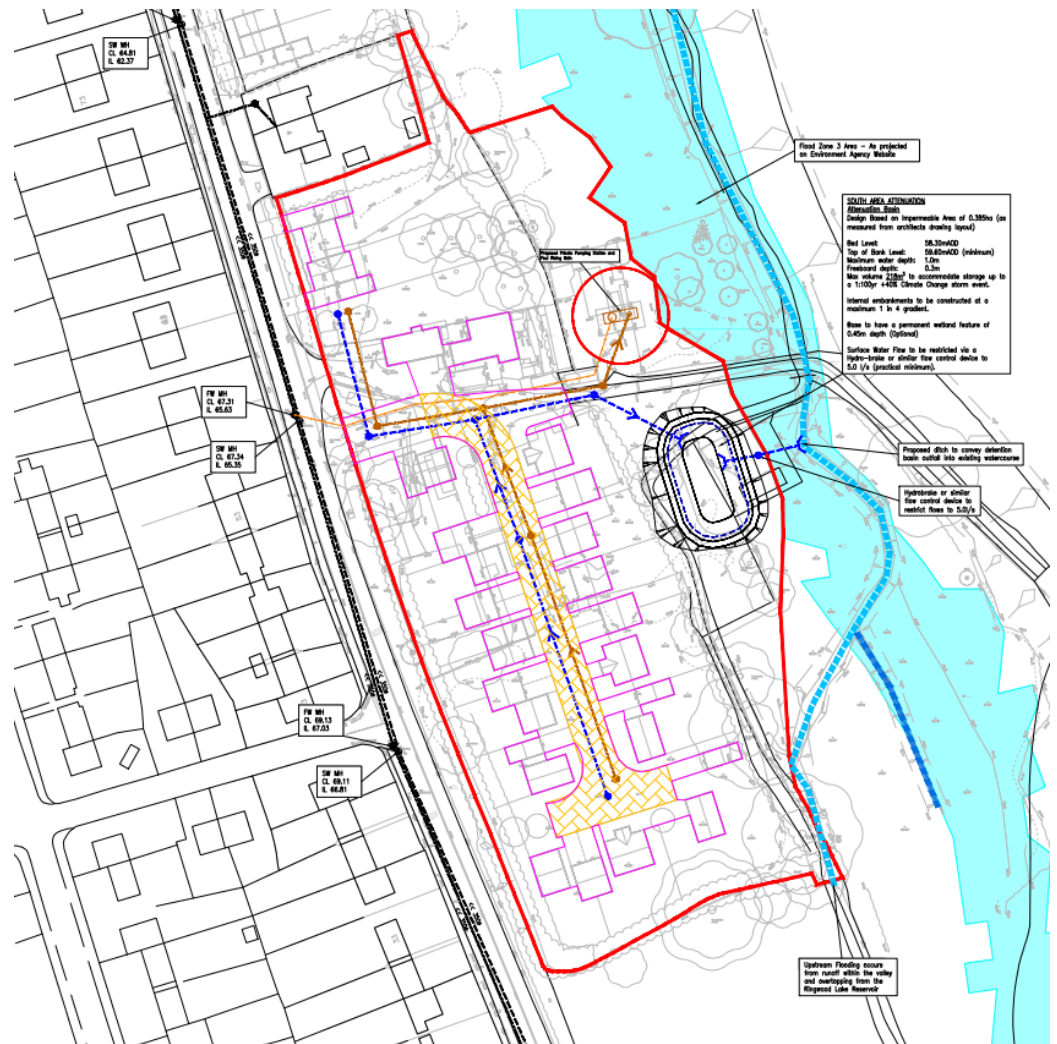 SW MH
CL 64.81
IL 62.37
Flood Zone 3 Area - As projected
on Environment Agency Website
SOUTH AREA ATTENUATION
Attenuation Basin
Design Based on Impermeable Area of 0.385ha (as
measured from architects drawing layout)
Bed Level: 58.30mAOD
Top of Bank Level: 59.60mAOD (minimum)
Maximum water depth: 1.0m
Freeboard depth: 0.3m
Max volume 218m³ to accommodate storage up to
a 1:100yr +40% Climate Change storm event.
Internal embankments to be constructed at a
maximum 1 in 4 gradient.
Base to have a permanent wetland feature of
0.45m depth (Optional)
Surface Water Flow to be restricted via a
Hydro-brake or similar flow control device to
5.0 l/s (practical minimum).
Proposed Private Pumping Station and
Foul Rising Main
FW MH
CL 67.31
IL 65.63
SW MH
CL 67.34
IL 65.35
Proposed ditch to convey detention
basin outfall into existing watercourse
Hydrobrake or similar
flow control device to
restrict flows to 5.0l/s
FW MH
CL 69.13
IL 67.03
SW MH
CL 69.11
IL 66.81
Upstream Flooding occurs
from runoff within the valley
and overtopping from the
Ringwood Lake Reservoir